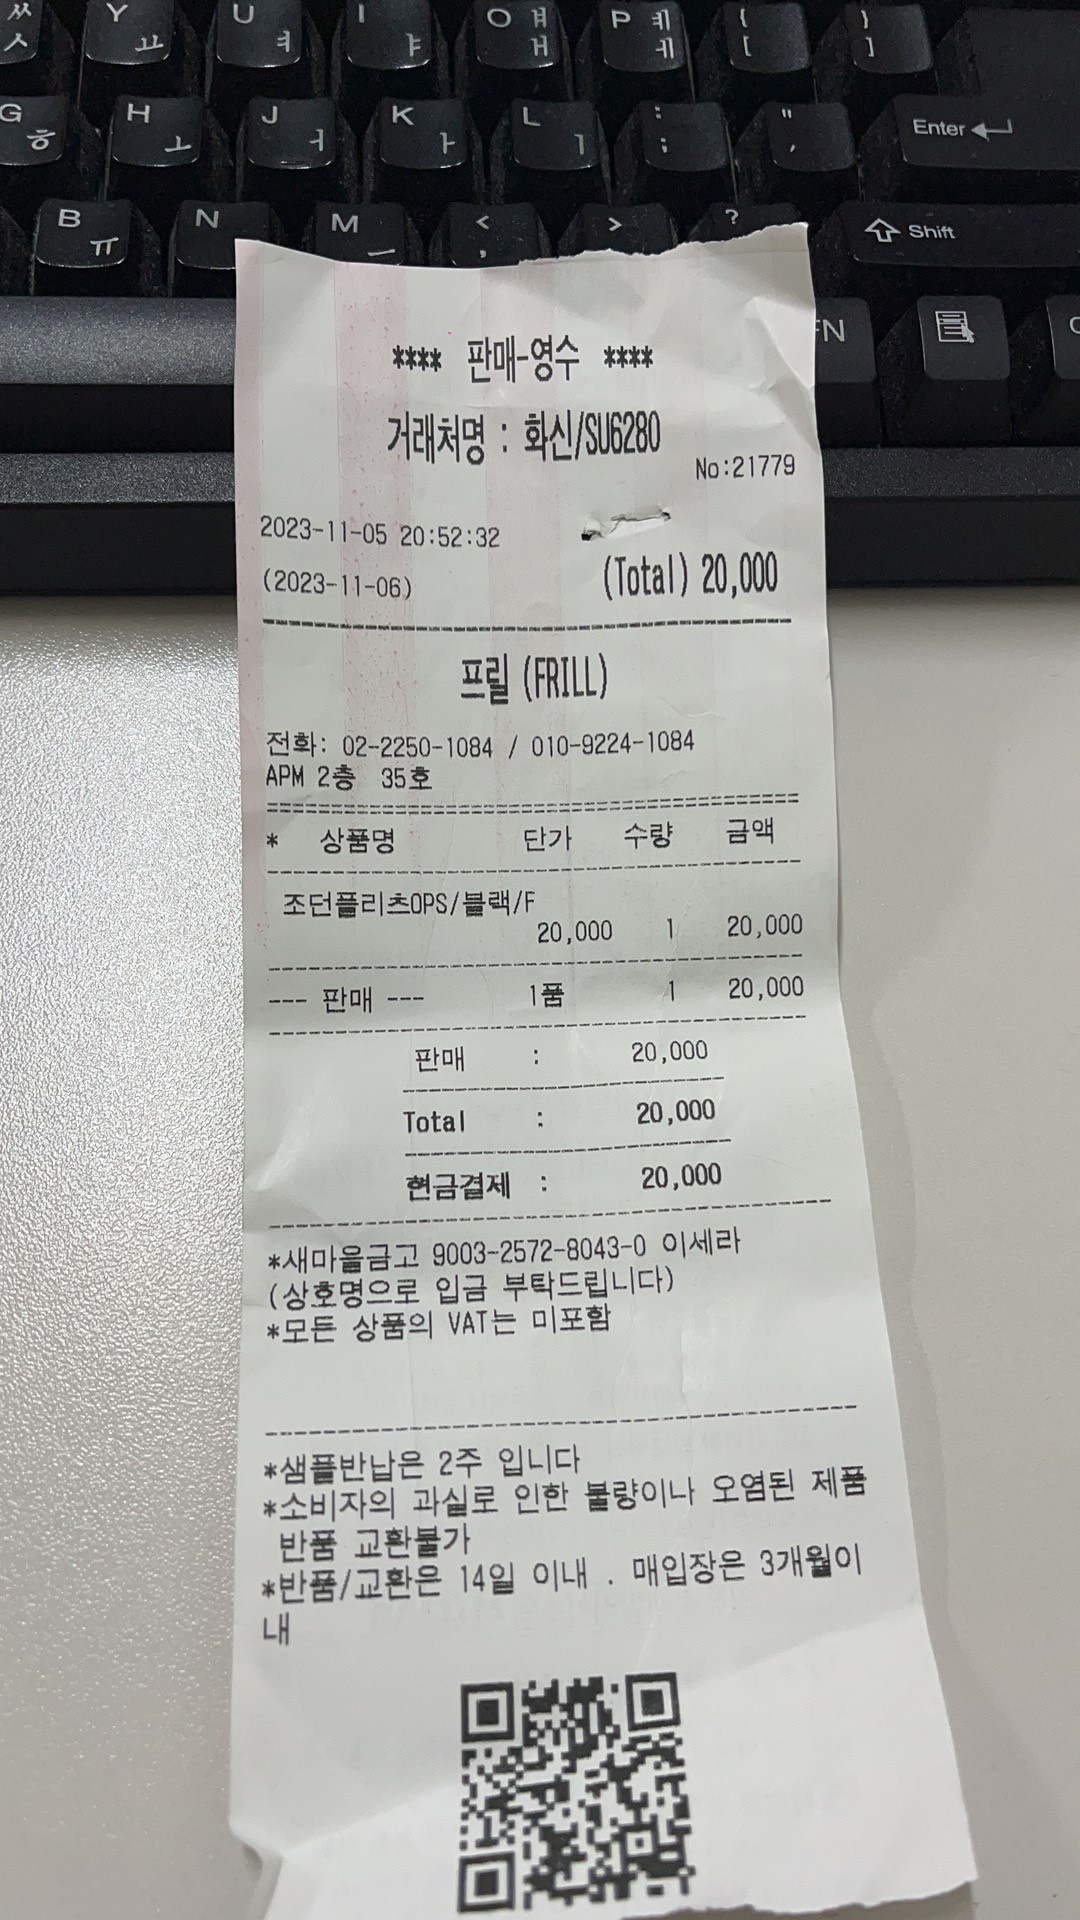 ㅆ
ㅅ
Y
ㅛ
U
ㅕ
I
ㅑ
O ㅒ
ㅐ
P ㅖ
ㅔ
{
[
}
]
G
ㅎ
H
ㅗ
J
ㅓ
K
ㅏ
L
ㅣ
:
;
"
'
Enter
B
ㅠ
N
M
ㅡ
<
,
>
?
Shift
FN
**** 판매-영수 ****
거래처명 : 화신/SU6280
No:21779
2023-11-05 20:52:32
(2023-11-06) (Total) 20,000
프릴 (FRILL)
전화: 02-2250-1084 / 010-9224-1084
APM 2층 35호
* 상품명 단가 수량 금액
조던플리츠OPS/블랙/F
20,000 1 20,000
--- 판매 --- 1품 1 20,000
판매 : 20,000
Total : 20,000
현금결제 : 20,000
*새마을금고 9003-2572-8043-0 이세라
(상호명으로 입금 부탁드립니다)
*모든 상품의 VAT는 미포함
*샘플반납은 2주 입니다
*소비자의 과실로 인한 불량이나 오염된 제품
반품 교환불가
*반품/교환은 14일 이내 . 매입장은 3개월이
내